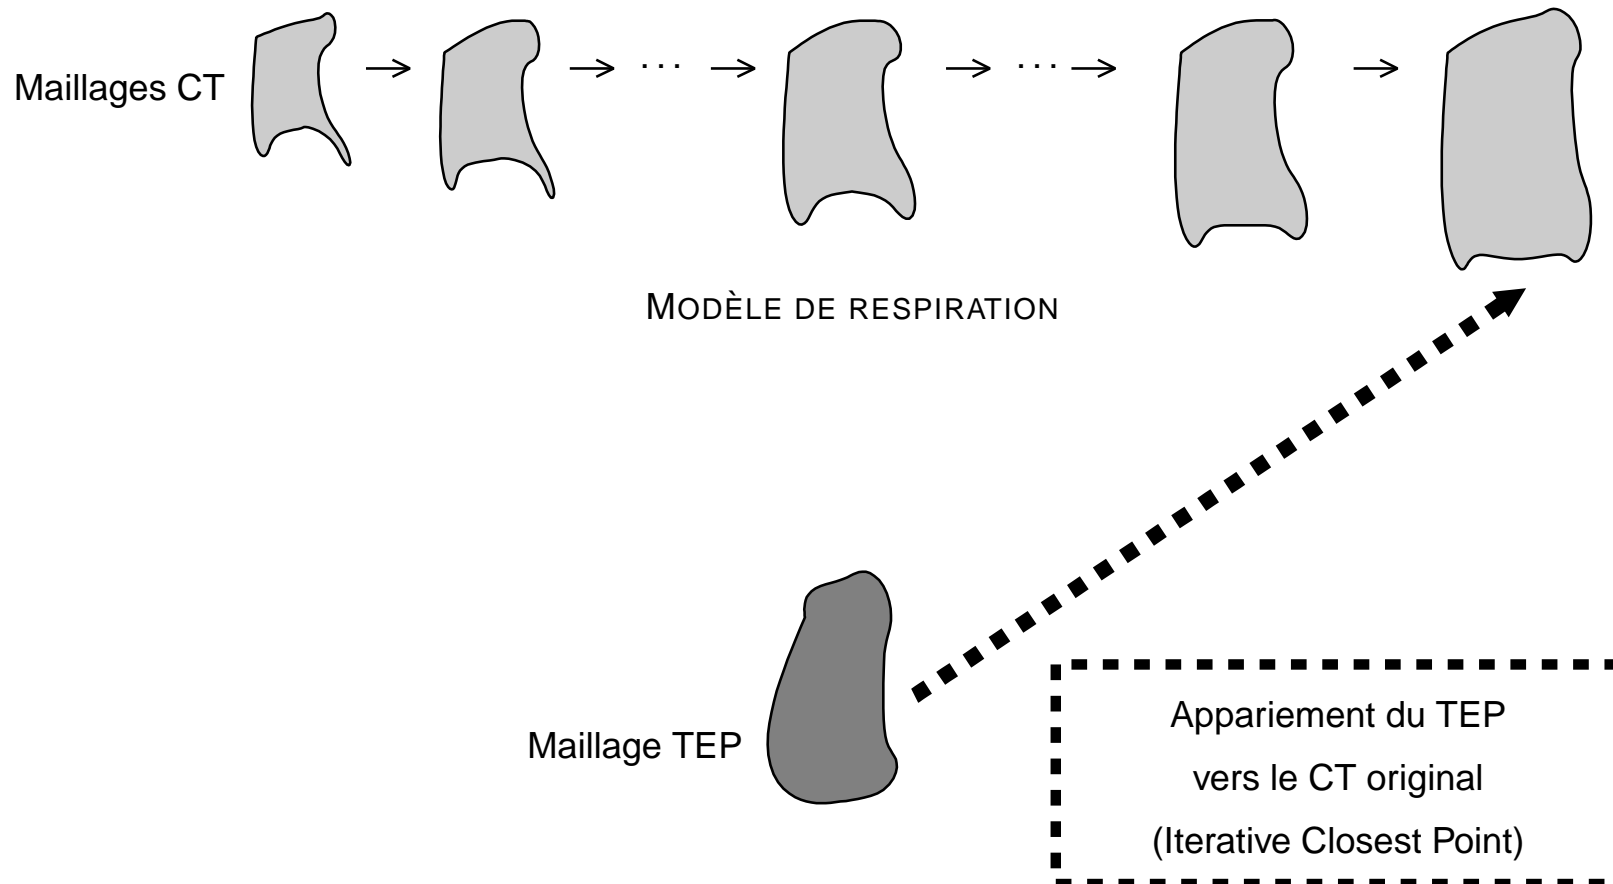 Maillages CT
... ...
MODÈLE DE RESPIRATION
Maillage TEP
Appariement du TEP
vers le CT original
(Iterative Closest Point)